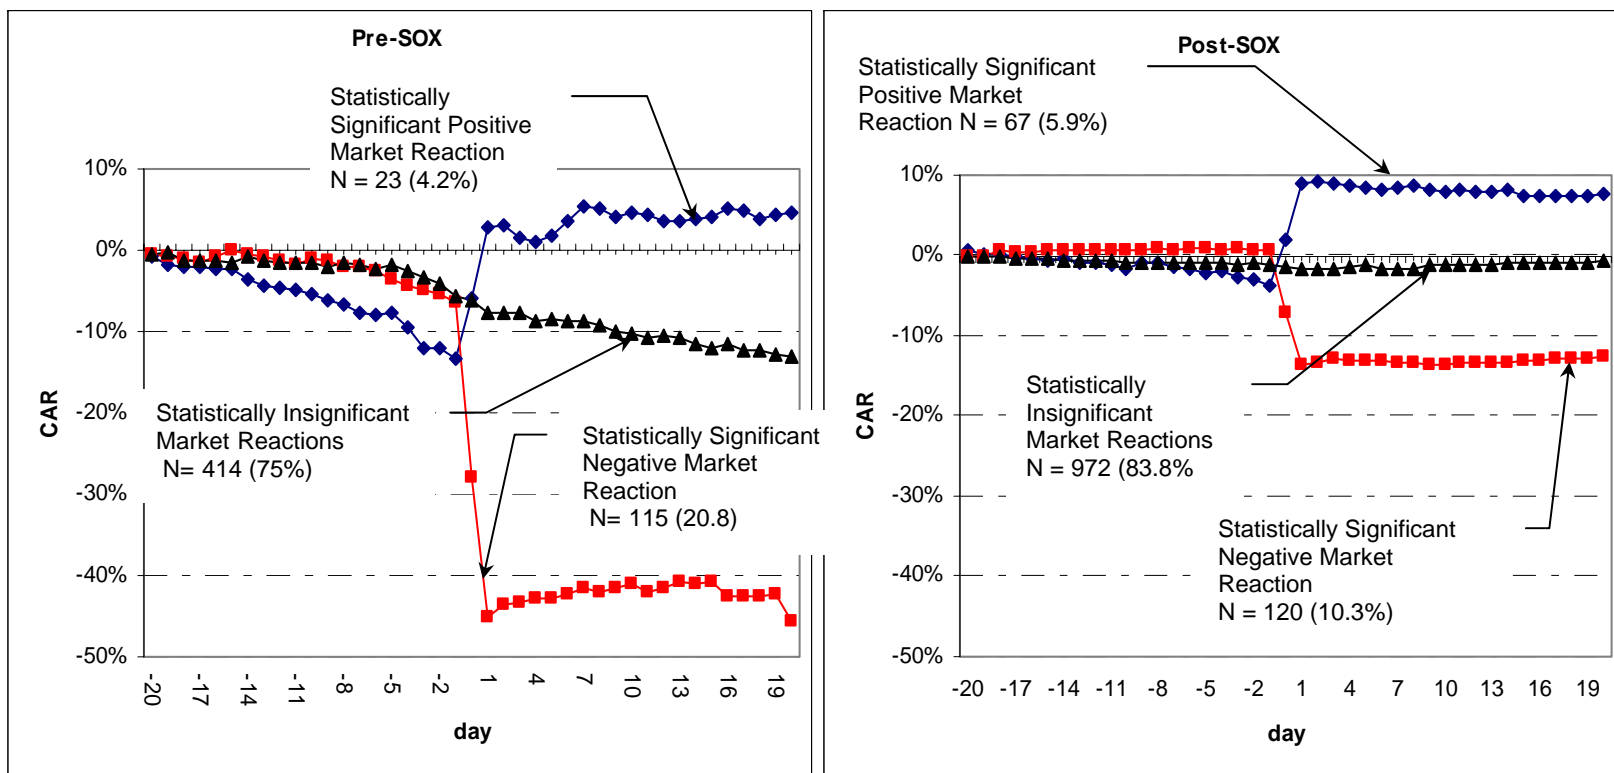 Pre-SOX
Statistically
Significant Positive
Market Reaction
N = 23 (4.2%)
10%
0%
-10%
-20%
-30%
-40%
-50%
CAR
Statistically Insignificant
Market Reactions
N= 414 (75%)
Statistically Significant
Negative Market
Reaction
N= 115 (20.8)
-20
-17
-14
-11
-8
-5
-2
1
4
7
10
13
16
19
day
Post-SOX
Statistically Significant
Positive Market
Reaction N = 67 (5.9%)
10%
0%
-10%
-20%
-30%
-40%
-50%
CAR
Statistically
Insignificant
Market Reactions
N = 972 (83.8%
Statistically Significant
Negative Market
Reaction
N = 120 (10.3%)
-20 -17 -14 -11 -8 -5 -2 1 4 7 10 13 16 19
day